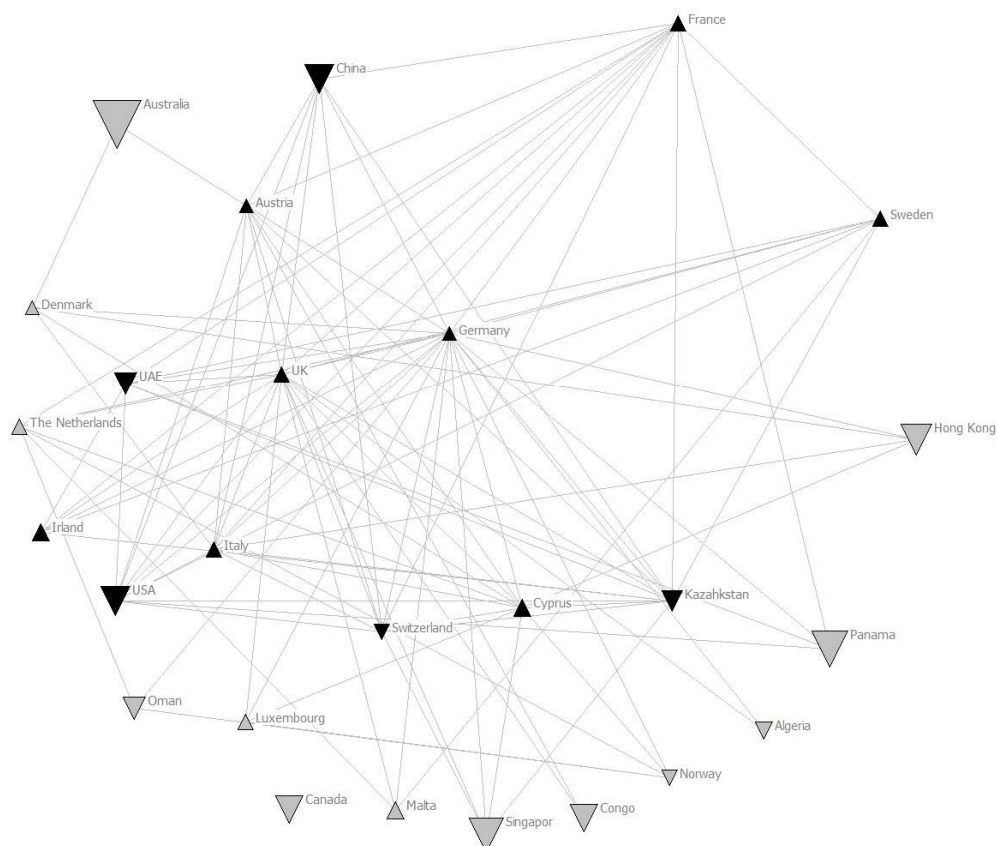 France
China
Australia
Austria
Sweden
Denmark
Germany
UAE
UK
The Netherlands
Hong Kong
Irland
Italy
USA
Cyprus
Kazahkstan
Switzerland
Panama
Oman
Luxembourg
Algeria
Norway
Canada
Malta
Congo
Singapor